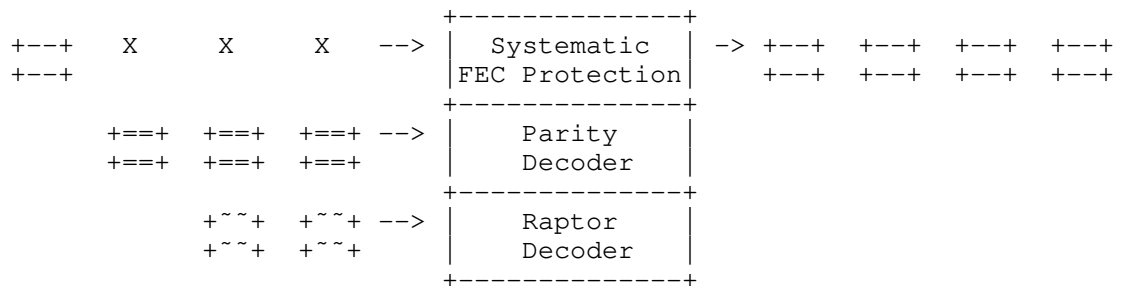 +--------------+
+--+    X      X      X   -->       |  Systematic  | -> +--+  +--+  +--+  +--+
+--+                                |FEC Protection|    +--+  +--+  +--+  +--+
                                    +--------------+
        +==+  +==+  +==+ -->        |    Parity    |
        +==+  +==+  +==+            |    Decoder   |
                                    +--------------+
              +~~+  +~~+ -->        |    Raptor    |
              +~~+  +~~+            |    Decoder   |
                                    +--------------+